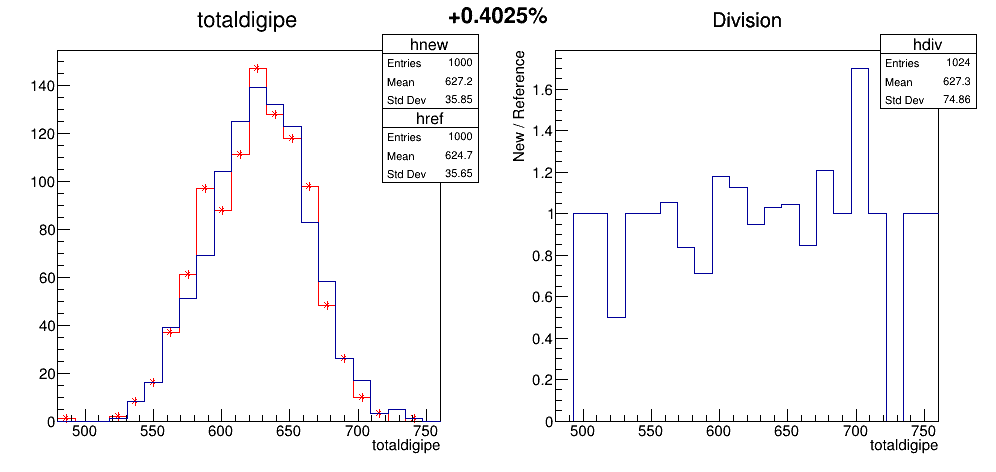 +0.4025%
totaldigipe
hnew
Entries 1000
Mean 627.2
Std Dev 35.85
href
Entries 1000
Mean 624.7
Std Dev 35.65
140
120
100
80
60
40
20
0
500 550 600 650 700 750
totaldigipe
Division
hdiv
Entries 1024
Mean 627.3
Std Dev 74.86
New / Reference
1.6
1.4
1.2
1
0.8
0.6
0.4
0.2
0
500 550 600 650 700 750
totaldigipe